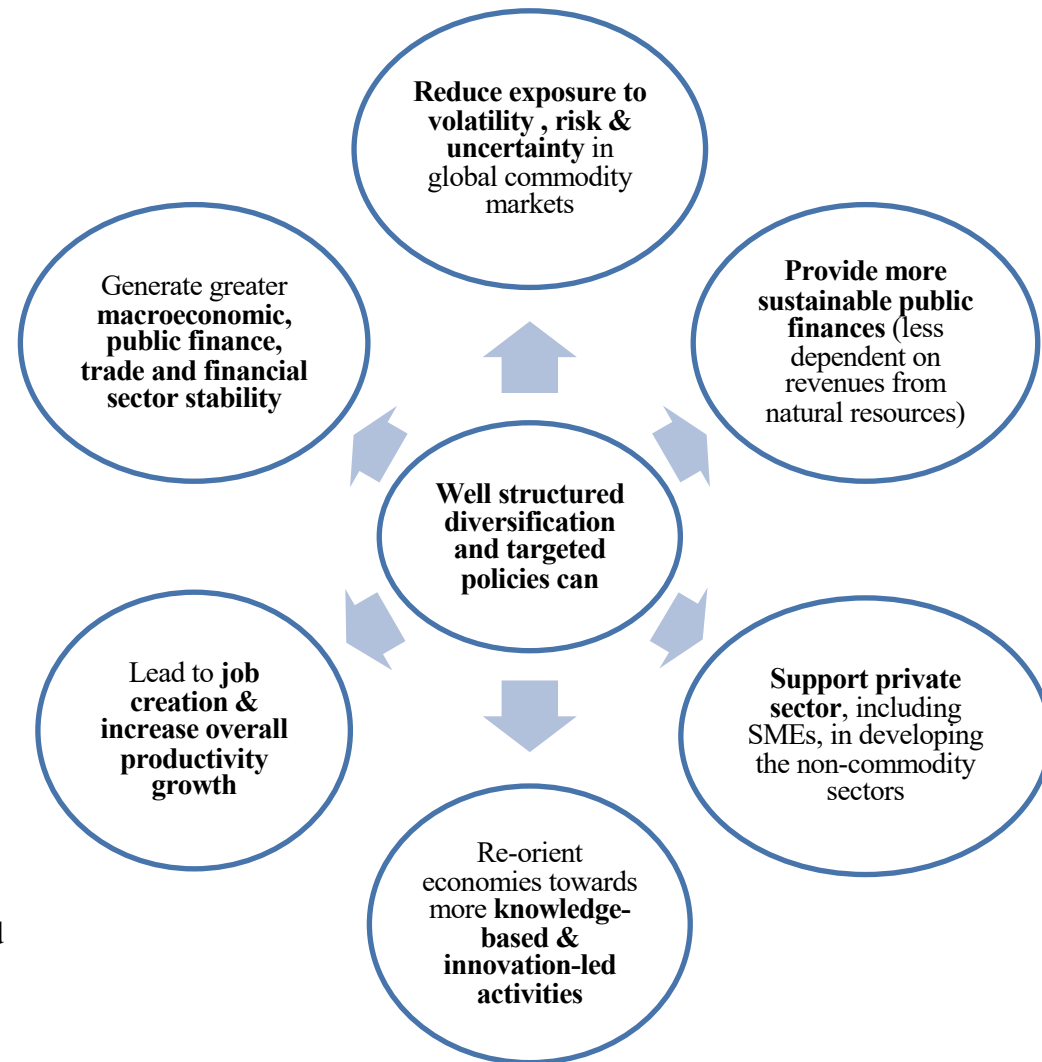 Reduce exposure to
volatility , risk &
uncertainty in
global commodity
markets
Provide more
sustainable public
finances (less
dependent on
revenues from
natural resources)
Support private
sector, including
SMEs, in developing
the non-commodity
sectors
Re-orient
economies towards
more knowledge-
based &
innovation-led
activities
Lead to job
creation &
increase overall
productivity
growth
Generate greater
macroeconomic,
public finance,
trade and financial
sector stability
Well structured
diversification
and targeted
policies can